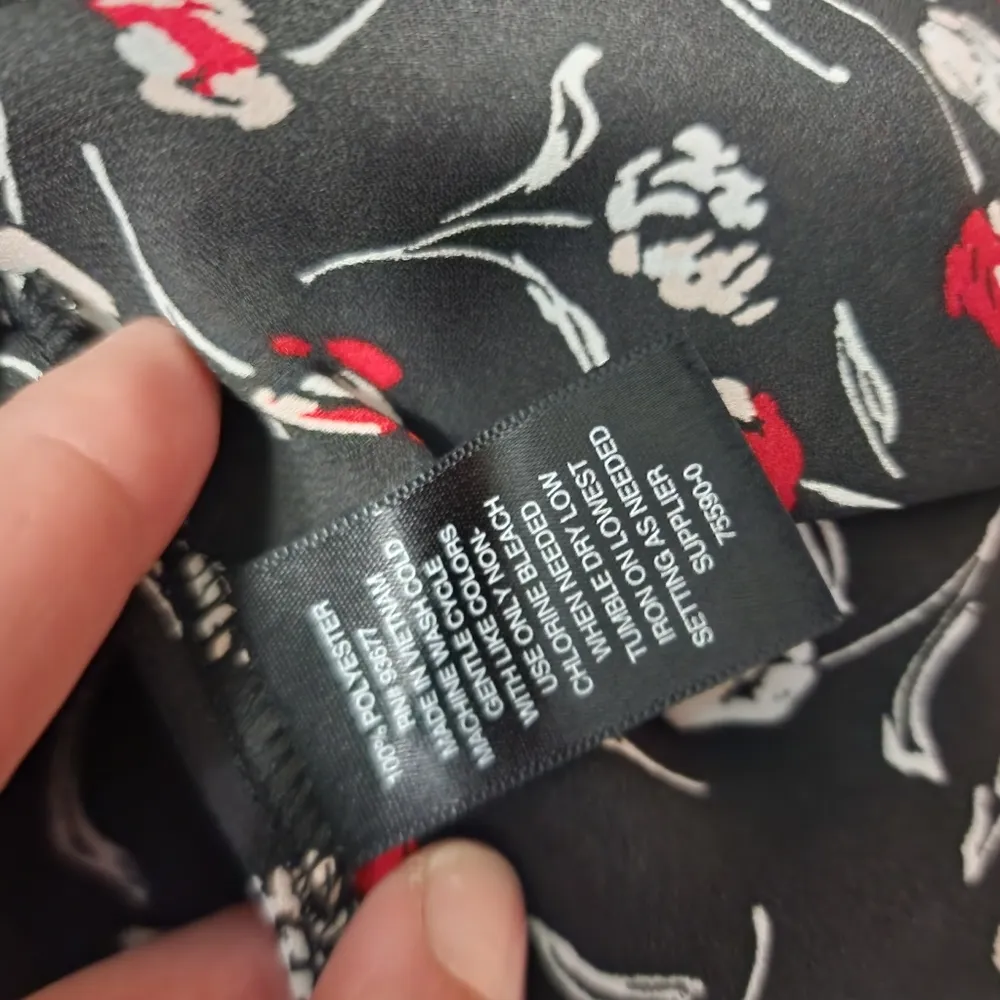 100% POLYESTER
RN# 93677
MADE IN VIETNAM
MACHINE WASH COLD
GENTLE CYCLE
WITH LIKE COLORS
USE ONLY NON-
CHLORINE BLEACH
WHEN NEEDED
TUMBLE DRY LOW
IRON ON LOWEST
SETTING AS NEEDED
SUPPLIER
75590-0